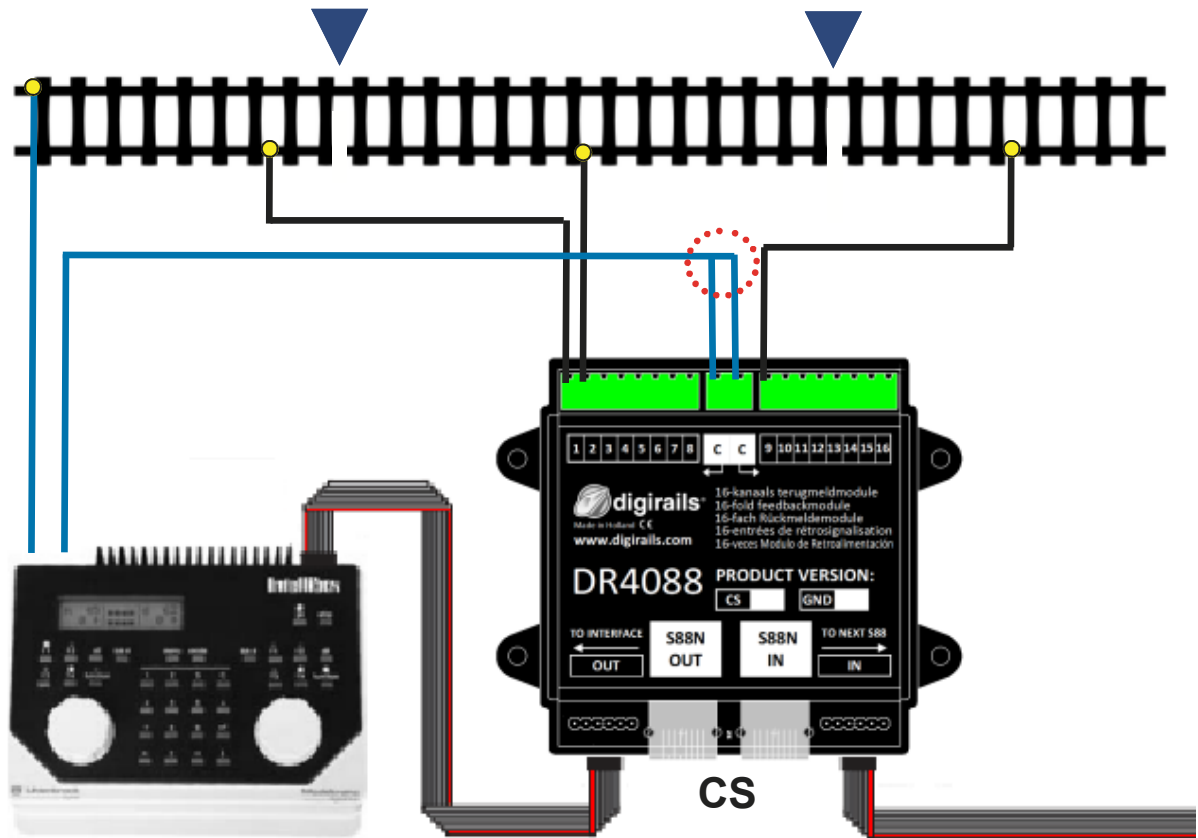 1 2 3 4 5 6 7 8 C C 9 10 11 12 13 14 15 16
digirails®
Made in Holland CE
www.digirails.com
16-kanaals terugmeldmodule
16-fold feedbackmodule
16-fach Rückmeldemodule
16-entrées de rétrosignalisation
16-veces Modulo de Retroalimentación
DR4088
PRODUCT VERSION:
CS GND
TO INTERFACE
OUT
S88N
OUT
S88N
IN
TO NEXT S88
IN
CS